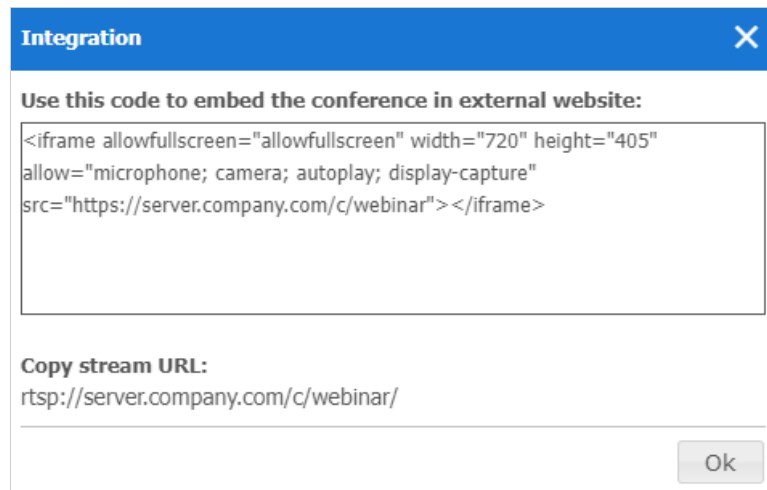 Integration
Use this code to embed the conference in external website:
<iframe allowfullscreen="allowfullscreen" width="720" height="405"
allow="microphone; camera; autoplay; display-capture"
src="https://server.company.com/c/webinar"></iframe>
Copy stream URL:
rtsp://server.company.com/c/webinar/
Ok